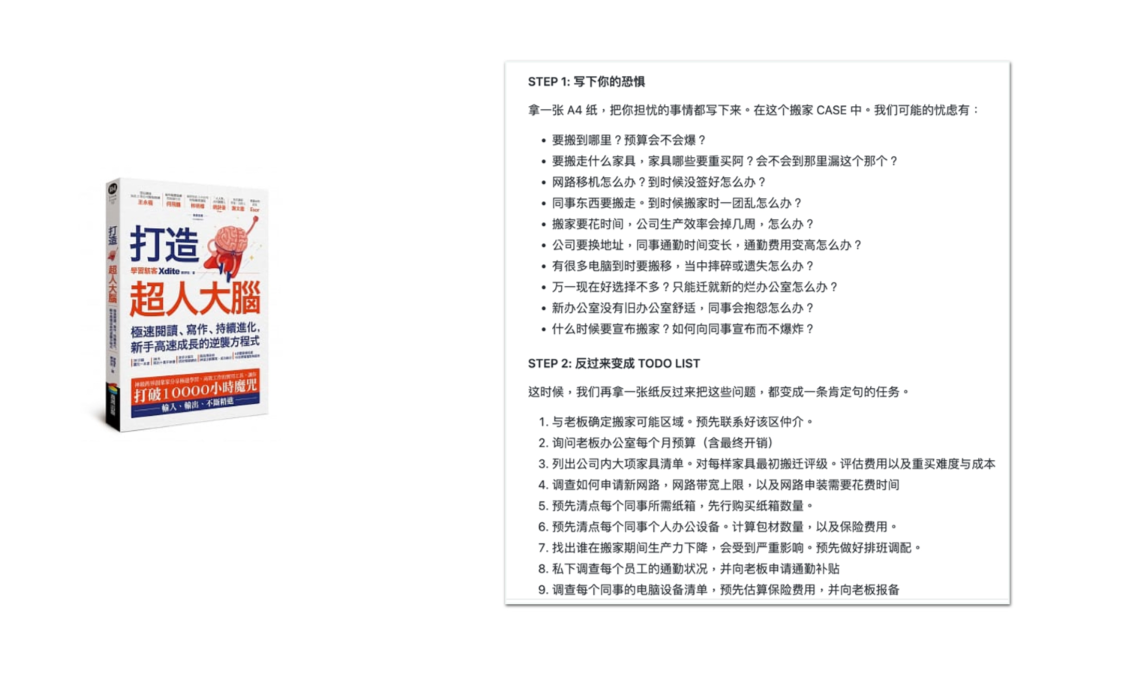 打造
學習駭客 Xdite
超人大腦
極速閱讀、寫作、持續進化,
新手高速成長的逆襲方程式
打破10000小時魔咒
輸入、輸出、不斷精進
打造
超人大腦
STEP 1: 写下你的恐惧
拿一张 A4 纸，把你担忧的事情都写下来。在这个搬家 CASE 中。我们可能的忧虑有：
• 要搬到哪里？预算会不会爆？
• 要搬走什么家具，家具哪些要重买阿？会不会到那里漏这个那个？
• 网路移机怎么办？到时候没签好怎么办？
• 同事东西要搬走。到时候搬家时一团乱怎么办？
• 搬家要花时间，公司生产效率会掉几周，怎么办？
• 公司要换地址，同事通勤时间变长，通勤费用变高怎么办？
• 有很多电脑到时要搬移，当中摔碎或遗失怎么办？
• 万一现在好选择不多？只能迁就新的烂办公室怎么办？
• 新办公室没有旧办公室舒适，同事会抱怨怎么办？
• 什么时候要宣布搬家？如何向同事宣布而不爆炸？
STEP 2: 反过来变成 TODO LIST
这时候，我们再拿一张纸反过来把这些问题，都变成一条肯定句的任务。
1. 与老板确定搬家可能区域。预先联系好该区仲介。
2. 询问老板办公室每个月预算（含最终开销）
3. 列出公司内大项家具清单。对每样家具最初搬迁评级。评估费用以及重买难度与成本
4. 调查如何申请新网路，网路带宽上限，以及网路申装需要花费时间
5. 预先清点每个同事所需纸箱，先行购买纸箱数量。
6. 预先清点每个同事个人办公设备。计算包材数量，以及保险费用。
7. 找出谁在搬家期间生产力下降，会受到严重影响。预先做好排班调配。
8. 私下调查每个员工的通勤状况，并向老板申请通勤补贴
9. 调查每个同事的电脑设备清单，预先估算保险费用，并向老板报备